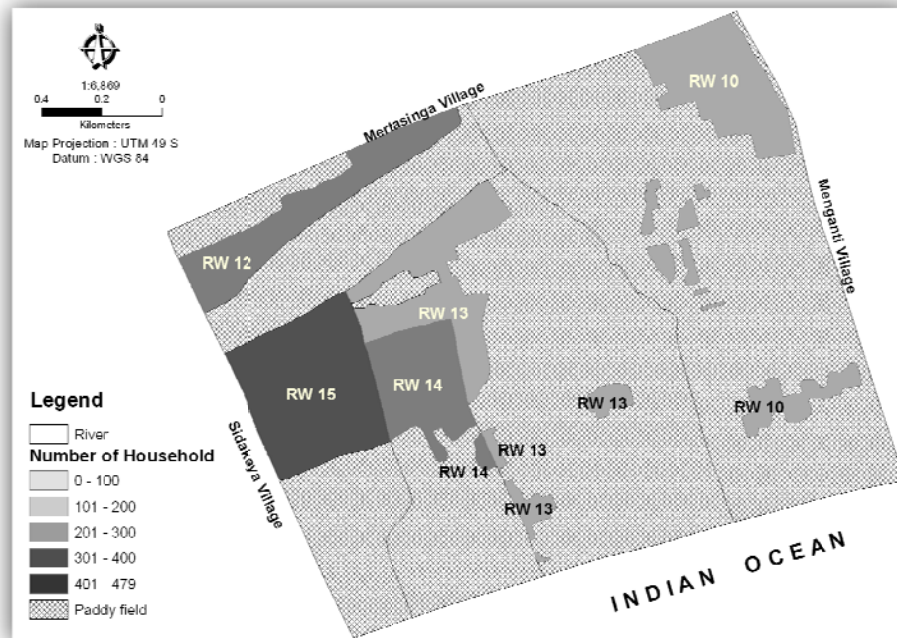 1:6,869
0.4 0.2 0
Kilometers
Map Projection : UTM 49 S
Datum : WGS 84
Mertasinga Village
RW 10
Menganti Village
RW 12
RW 13
RW 15
RW 14
RW 13
RW 10
RW 13
RW 14
RW 13
Sidakaya Village
INDIAN OCEAN
Legend
River
Number of Household
0 - 100
101 - 200
201 - 300
301 - 400
401 - 479
Paddy field